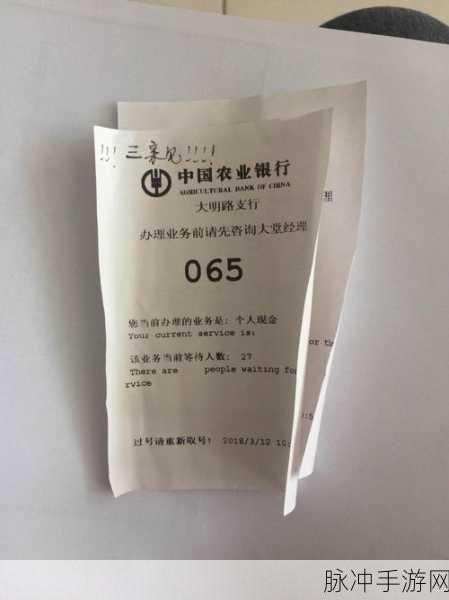 !!! 三亲见!!!!
中国农业银行
AGRICULTURAL BANK OF CHINA
大明路支行
办理业务前请先咨询大堂经理
065
您当前办理的业务是: 个人现金
Your current service is:
该业务当前等待人数: 27
There are people waiting fo
rvice
过号请重新取号! 2018/3/12 10:
理
or th
:5
脉冲手游网